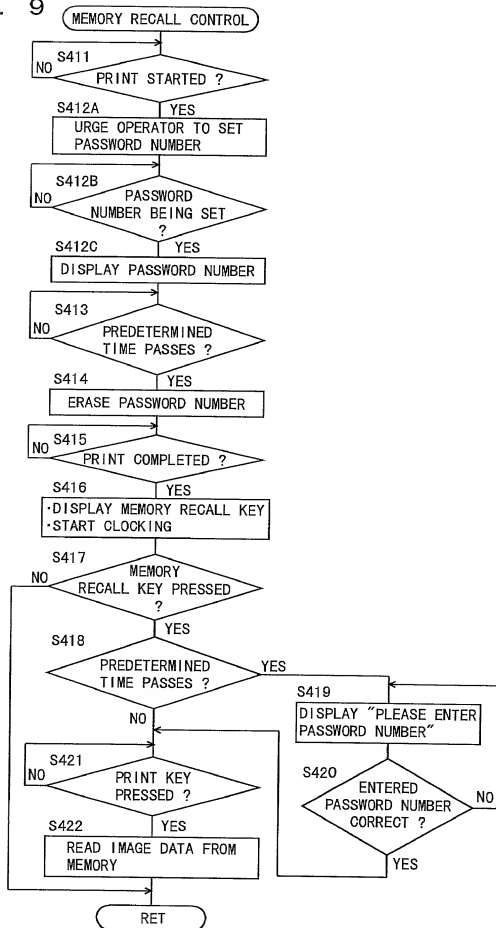 . 9
MEMORY RECALL CONTROL
S411
NO
PRINT STARTED ?
YES
S412A
URGE OPERATOR TO SET
PASSWORD NUMBER
S412B
NO
PASSWORD
NUMBER BEING SET
?
YES
S412C
DISPLAY PASSWORD NUMBER
S413
NO
PREDETERMINED
TIME PASSES ?
YES
S414
ERASE PASSWORD NUMBER
S415
NO
PRINT COMPLETED ?
YES
S416
·DISPLAY MEMORY RECALL KEY
·START CLOCKING
S417
NO
MEMORY
RECALL KEY PRESSED
?
YES
S418
PREDETERMINED
TIME PASSES ?
YES
NO
S419
DISPLAY "PLEASE ENTER
PASSWORD NUMBER"
S420
ENTERED
PASSWORD NUMBER
CORRECT ?
NO
YES
S421
NO
PRINT KEY
PRESSED ?
YES
S422
READ IMAGE DATA FROM
MEMORY
RET